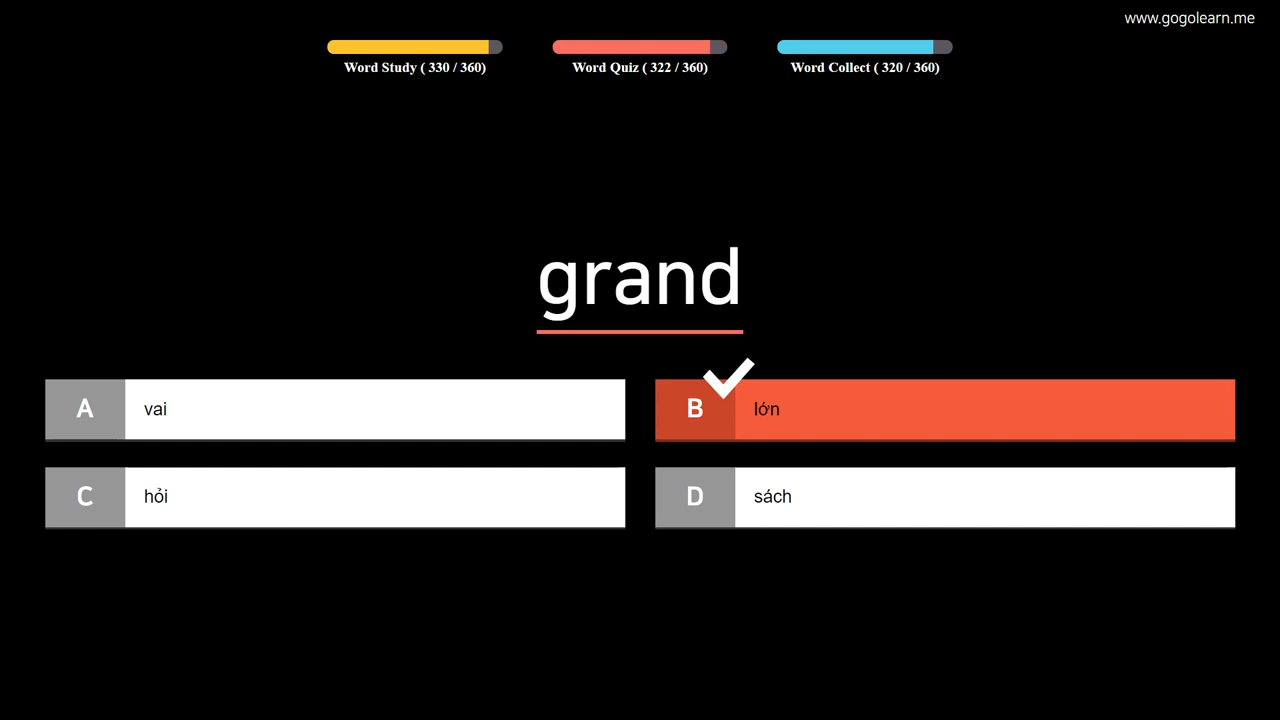 www.gogolearn.me
Word Study ( 330 / 360)
Word Quiz ( 322 / 360)
Word Collect ( 320 / 360)
grand
A vai
B lớn
C hỏi
D sách